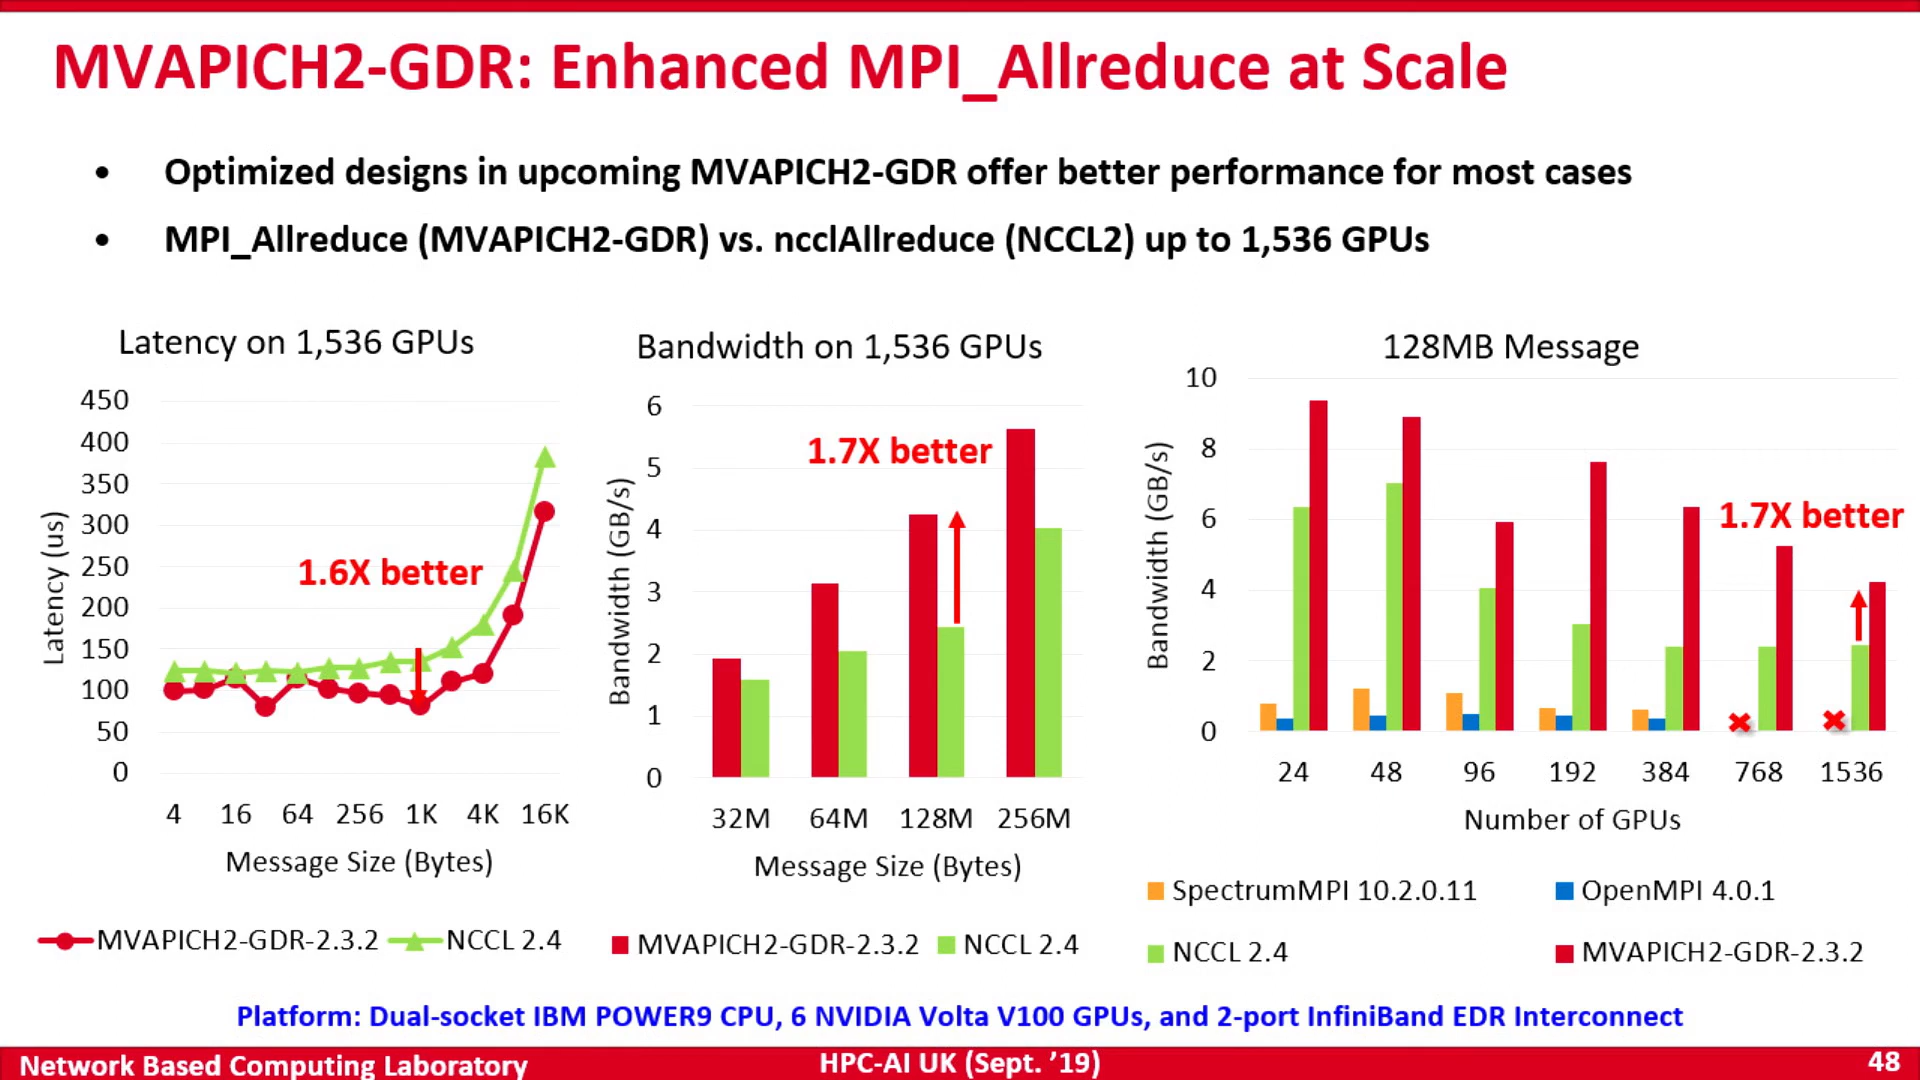 MVAPICH2-GDR: Enhanced MPI_Allreduce at Scale
• Optimized designs in upcoming MVAPICH2-GDR offer better performance for most cases
• MPI_Allreduce (MVAPICH2-GDR) vs. ncclAllreduce (NCCL2) up to 1,536 GPUs
Latency on 1,536 GPUs
450
400
350
300
250
200
150
100
50
0
Latency (us)
1.6X better
4 16 64 256 1K 4K 16K
Message Size (Bytes)
MVAPICH2-GDR-2.3.2 NCCL 2.4
Bandwidth on 1,536 GPUs
6
5
4
3
2
1
0
Bandwidth (GB/s)
1.7X better
32M 64M 128M 256M
Message Size (Bytes)
MVAPICH2-GDR-2.3.2 NCCL 2.4
128MB Message
10
8
6
4
2
0
Bandwidth (GB/s)
1.7X better
24 48 96 192 384 768 1536
Number of GPUs
SpectrumMPI 10.2.0.11 OpenMPI 4.0.1
NCCL 2.4 MVAPICH2-GDR-2.3.2
Platform: Dual-socket IBM POWER9 CPU, 6 NVIDIA Volta V100 GPUs, and 2-port InfiniBand EDR Interconnect
Network Based Computing Laboratory HPC-AI UK (Sept. ’19) 48